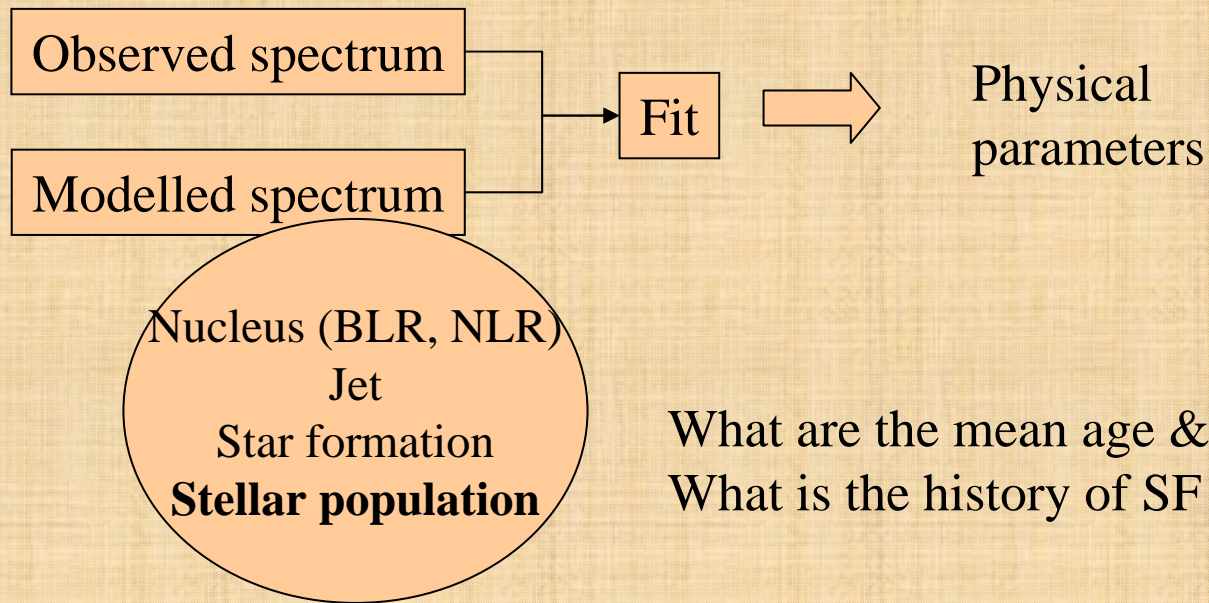 Observed spectrum
Modelled spectrum
Fit
Physical
parameters
Nucleus (BLR, NLR)
Jet
Star formation
Stellar population
What are the mean age &
What is the history of SF